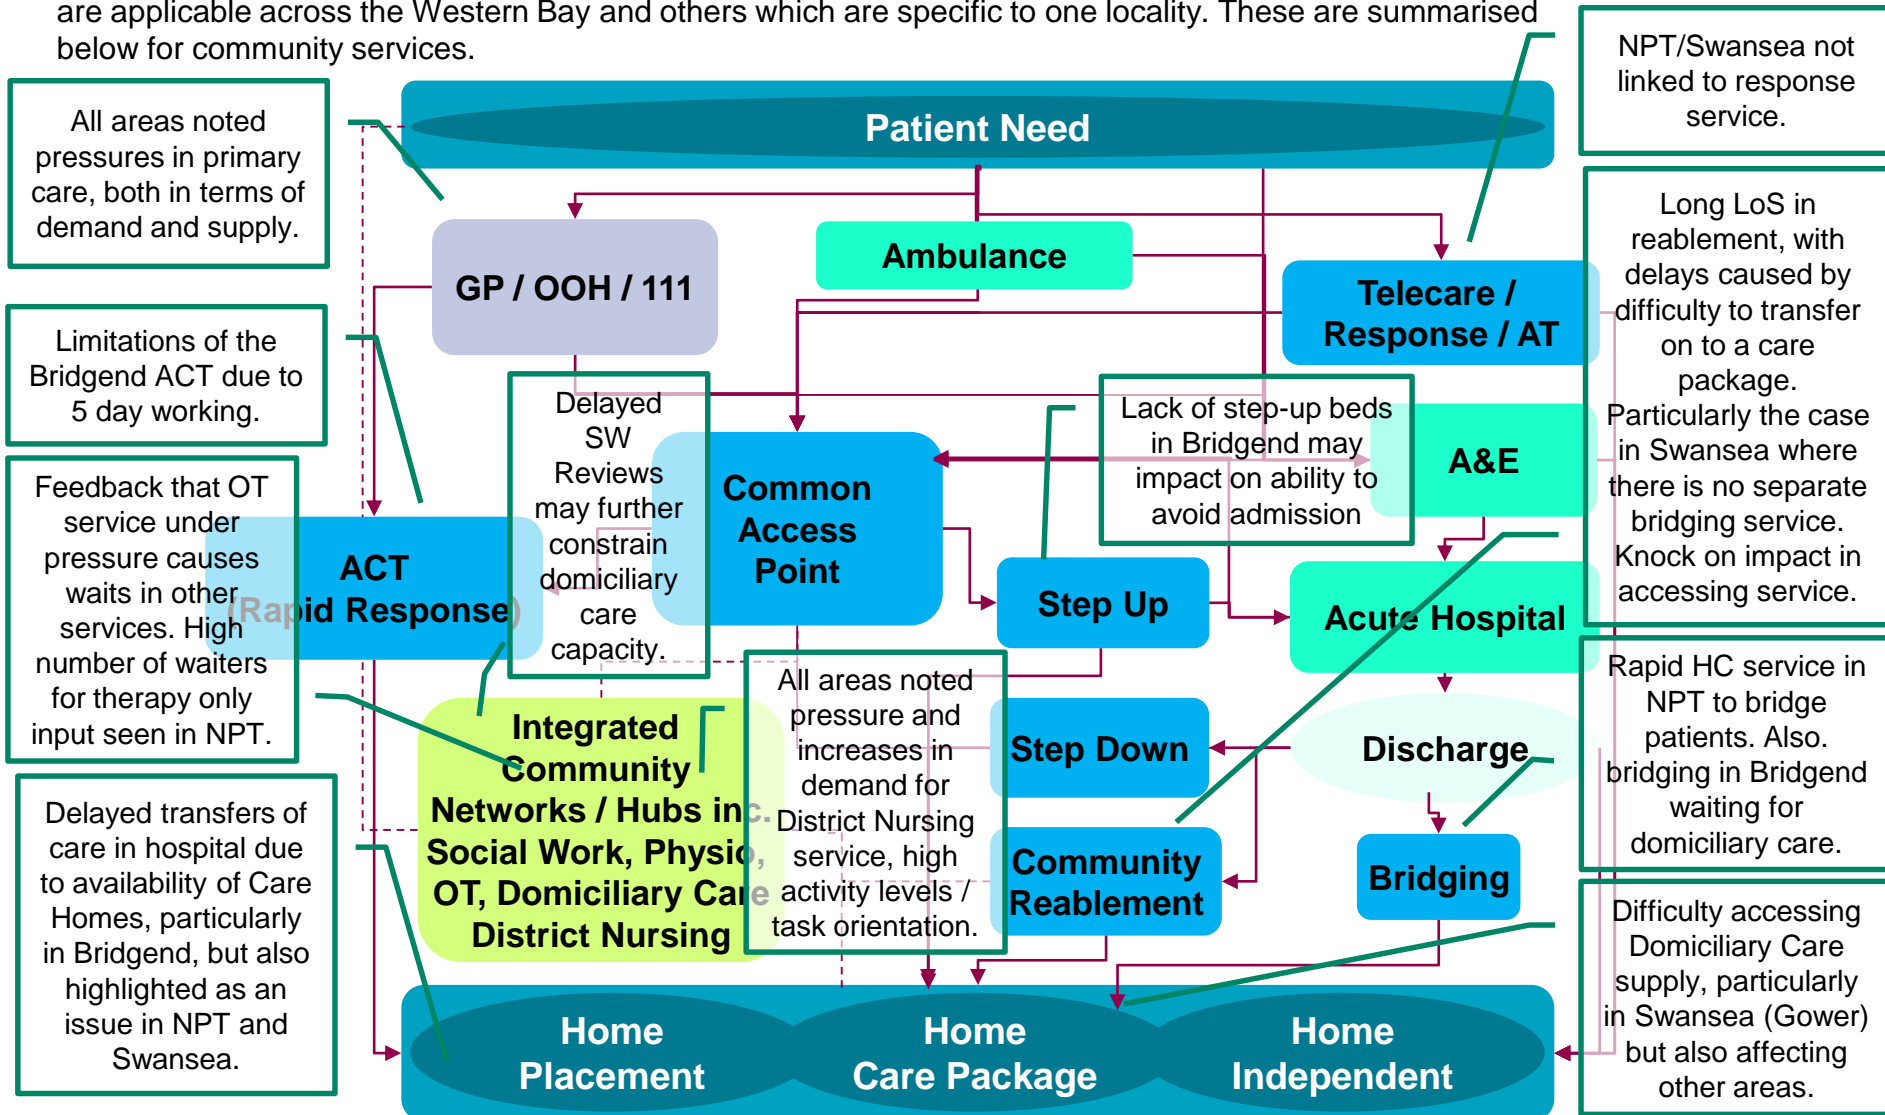 are applicable across the Western Bay and others which are specific to one locality. These are summarised
below for community services.
NPT/Swansea not
linked to response
service.
All areas noted
pressures in primary
care, both in terms of
demand and supply.
Patient Need
GP / OOH / 111
Ambulance
Telecare /
Response / AT
Long LoS in
reablement, with
delays caused by
difficulty to transfer
on to a care
package.
Particularly the case
in Swansea where
there is no separate
bridging service.
Knock on impact in
accessing service.
Limitations of the
Bridgend ACT due to
5 day working.
Delayed
SW
Reviews
may further
constrain
domiciliary
care
capacity.
Common
Access
Point
Lack of step-up beds
in Bridgend may
impact on ability to
avoid admission
A&E
Feedback that OT
service under
pressure causes
waits in other
services. High
number of waiters
for therapy only
input seen in NPT.
ACT
(Rapid Response)
Step Up
Acute Hospital
All areas noted
pressure and
increases in
demand for
District Nursing
service, high
activity levels /
task orientation.
Rapid HC service in
NPT to bridge
patients. Also.
bridging in Bridgend
waiting for
domiciliary care.
Integrated
Community
Networks / Hubs inc.
Social Work, Physio,
OT, Domiciliary Care
District Nursing
Step Down
Discharge
Community
Reablement
Bridging
Delayed transfers of
care in hospital due
to availability of Care
Homes, particularly
in Bridgend, but also
highlighted as an
issue in NPT and
Swansea.
Difficulty accessing
Domiciliary Care
supply, particularly
in Swansea (Gower)
but also affecting
other areas.
Home
Placement
Home
Care Package
Home
Independent